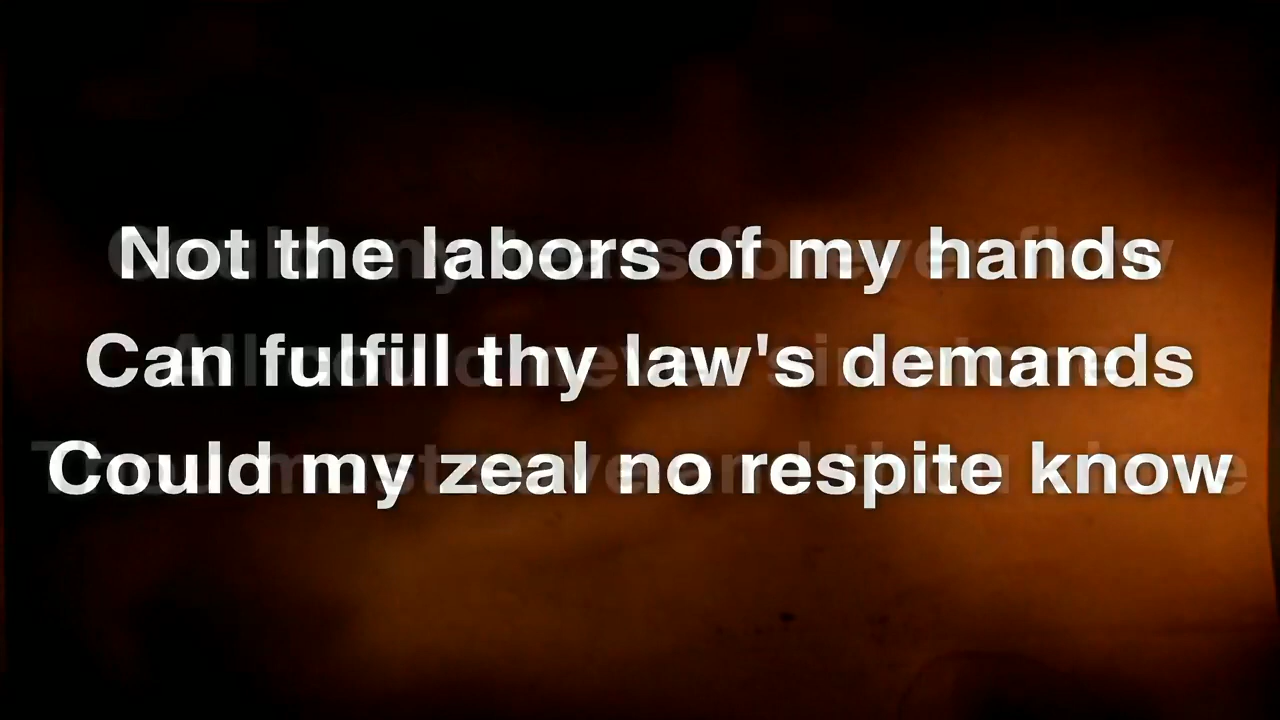 Not the labors of my hands
Can fulfill thy law's demands
Could my zeal no respite know